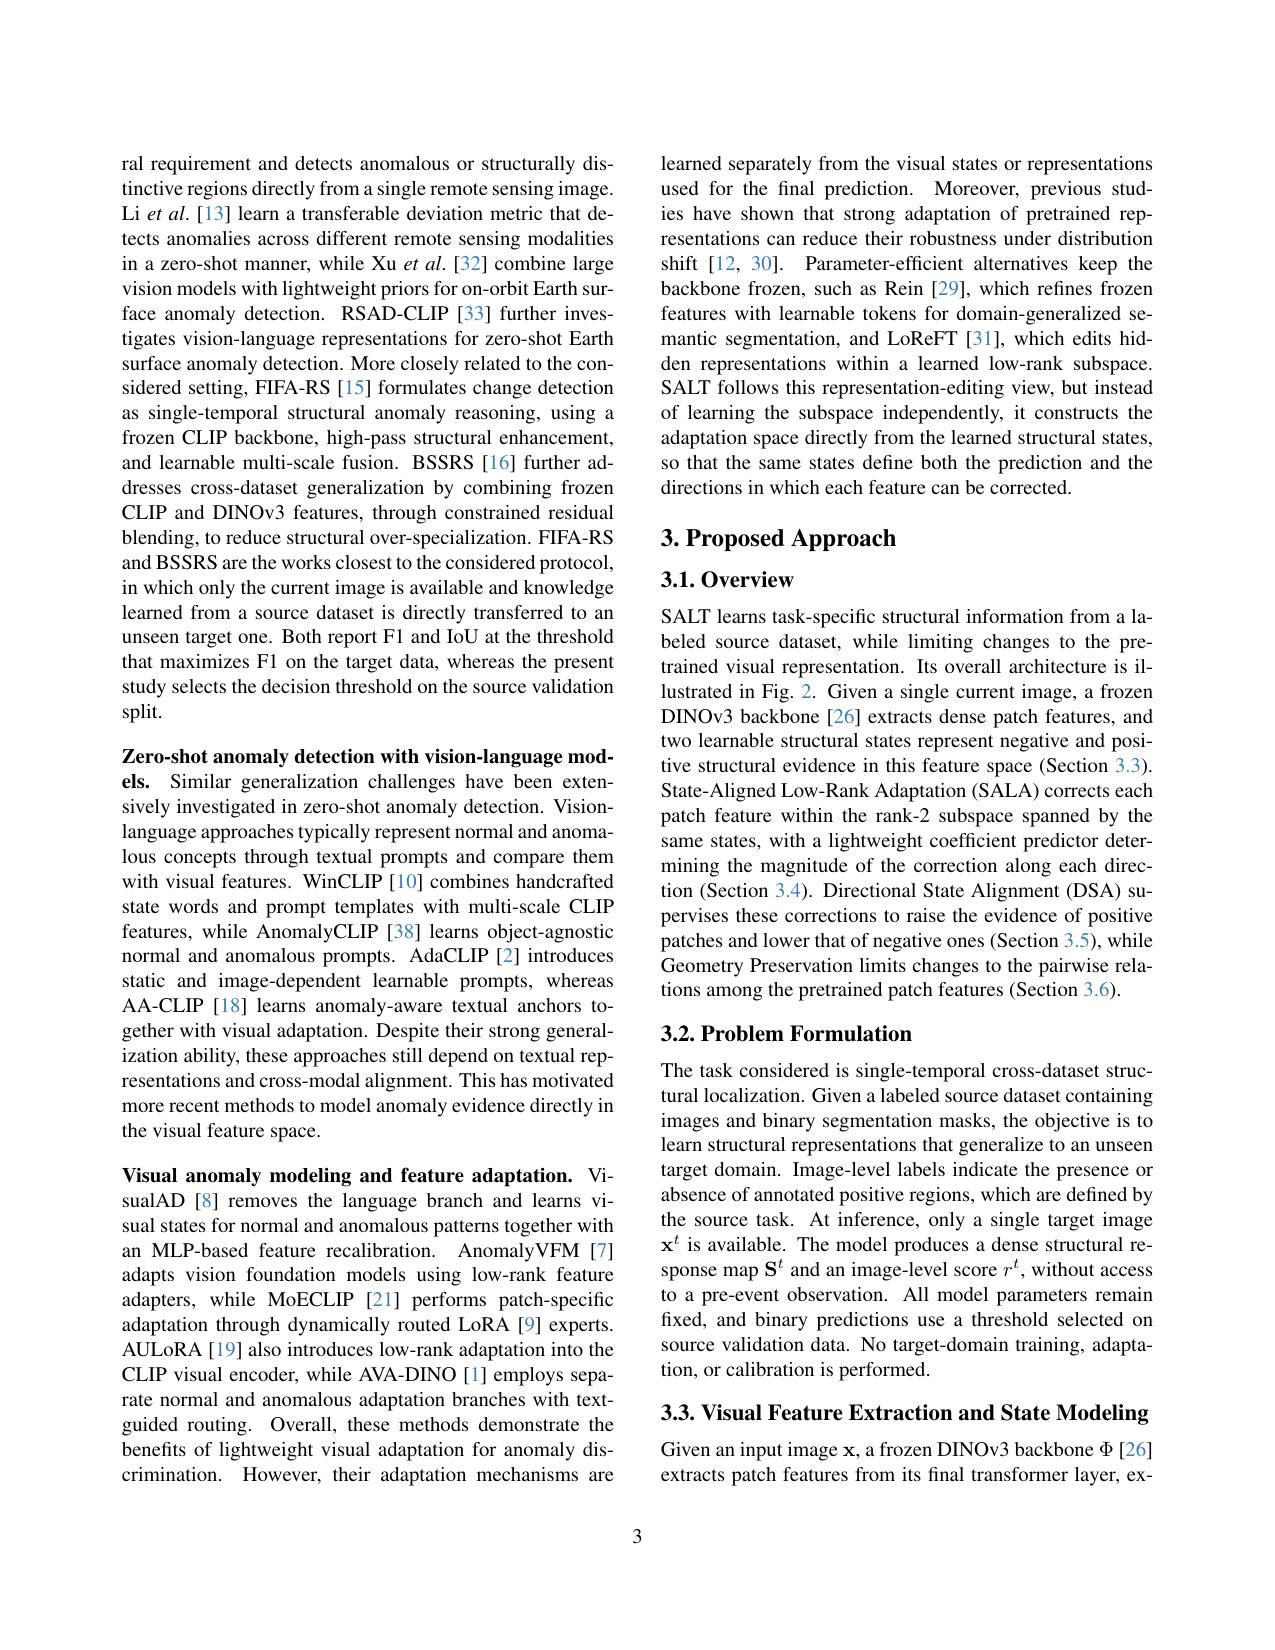 ral requirement and detects anomalous or structurally dis-
tinctive regions directly from a single remote sensing image.
Li et al. [13] learn a transferable deviation metric that de-
tects anomalies across different remote sensing modalities
in a zero-shot manner, while Xu et al. [32] combine large
vision models with lightweight priors for on-orbit Earth sur-
face anomaly detection. RSAD-CLIP [33] further inves-
tigates vision-language representations for zero-shot Earth
surface anomaly detection. More closely related to the con-
sidered setting, FIFA-RS [15] formulates change detection
as single-temporal structural anomaly reasoning, using a
frozen CLIP backbone, high-pass structural enhancement,
and learnable multi-scale fusion. BSSRS [16] further ad-
dresses cross-dataset generalization by combining frozen
CLIP and DINOv3 features, through constrained residual
blending, to reduce structural over-specialization. FIFA-RS
and BSSRS are the works closest to the considered protocol,
in which only the current image is available and knowledge
learned from a source dataset is directly transferred to an
unseen target one. Both report F1 and IoU at the threshold
that maximizes F1 on the target data, whereas the present
study selects the decision threshold on the source validation
split.
Zero-shot anomaly detection with vision-language mod-
els. Similar generalization challenges have been exten-
sively investigated in zero-shot anomaly detection. Vision-
language approaches typically represent normal and anoma-
lous concepts through textual prompts and compare them
with visual features. WinCLIP [10] combines handcrafted
state words and prompt templates with multi-scale CLIP
features, while AnomalyCLIP [38] learns object-agnostic
normal and anomalous prompts. AdaCLIP [2] introduces
static and image-dependent learnable prompts, whereas
AA-CLIP [18] learns anomaly-aware textual anchors to-
gether with visual adaptation. Despite their strong general-
ization ability, these approaches still depend on textual rep-
resentations and cross-modal alignment. This has motivated
more recent methods to model anomaly evidence directly in
the visual feature space.
Visual anomaly modeling and feature adaptation. Vi-
sualAD [8] removes the language branch and learns vi-
sual states for normal and anomalous patterns together with
an MLP-based feature recalibration. AnomalyVFM [7]
adapts vision foundation models using low-rank feature
adapters, while MoECLIP [21] performs patch-specific
adaptation through dynamically routed LoRA [9] experts.
AULoRA [19] also introduces low-rank adaptation into the
CLIP visual encoder, while AVA-DINO [1] employs sepa-
rate normal and anomalous adaptation branches with text-
guided routing. Overall, these methods demonstrate the
benefits of lightweight visual adaptation for anomaly dis-
crimination. However, their adaptation mechanisms are
learned separately from the visual states or representations
used for the final prediction. Moreover, previous stud-
ies have shown that strong adaptation of pretrained rep-
resentations can reduce their robustness under distribution
shift [12, 30]. Parameter-efficient alternatives keep the
backbone frozen, such as Rein [29], which refines frozen
features with learnable tokens for domain-generalized se-
mantic segmentation, and LoReFT [31], which edits hid-
den representations within a learned low-rank subspace.
SALT follows this representation-editing view, but instead
of learning the subspace independently, it constructs the
adaptation space directly from the learned structural states,
so that the same states define both the prediction and the
directions in which each feature can be corrected.
3. Proposed Approach
3.1. Overview
SALT learns task-specific structural information from a la-
beled source dataset, while limiting changes to the pre-
trained visual representation. Its overall architecture is il-
lustrated in Fig. 2. Given a single current image, a frozen
DINOv3 backbone [26] extracts dense patch features, and
two learnable structural states represent negative and posi-
tive structural evidence in this feature space (Section 3.3).
State-Aligned Low-Rank Adaptation (SALA) corrects each
patch feature within the rank-2 subspace spanned by the
same states, with a lightweight coefficient predictor deter-
mining the magnitude of the correction along each direc-
tion (Section 3.4). Directional State Alignment (DSA) su-
pervises these corrections to raise the evidence of positive
patches and lower that of negative ones (Section 3.5), while
Geometry Preservation limits changes to the pairwise rela-
tions among the pretrained patch features (Section 3.6).
3.2. Problem Formulation
The task considered is single-temporal cross-dataset struc-
tural localization. Given a labeled source dataset containing
images and binary segmentation masks, the objective is to
learn structural representations that generalize to an unseen
target domain. Image-level labels indicate the presence or
absence of annotated positive regions, which are defined by
the source task. At inference, only a single target image
x^t is available. The model produces a dense structural re-
sponse map S^t and an image-level score r^t, without access
to a pre-event observation. All model parameters remain
fixed, and binary predictions use a threshold selected on
source validation data. No target-domain training, adapta-
tion, or calibration is performed.
3.3. Visual Feature Extraction and State Modeling
Given an input image x, a frozen DINOv3 backbone Φ [26]
extracts patch features from its final transformer layer, ex-
3